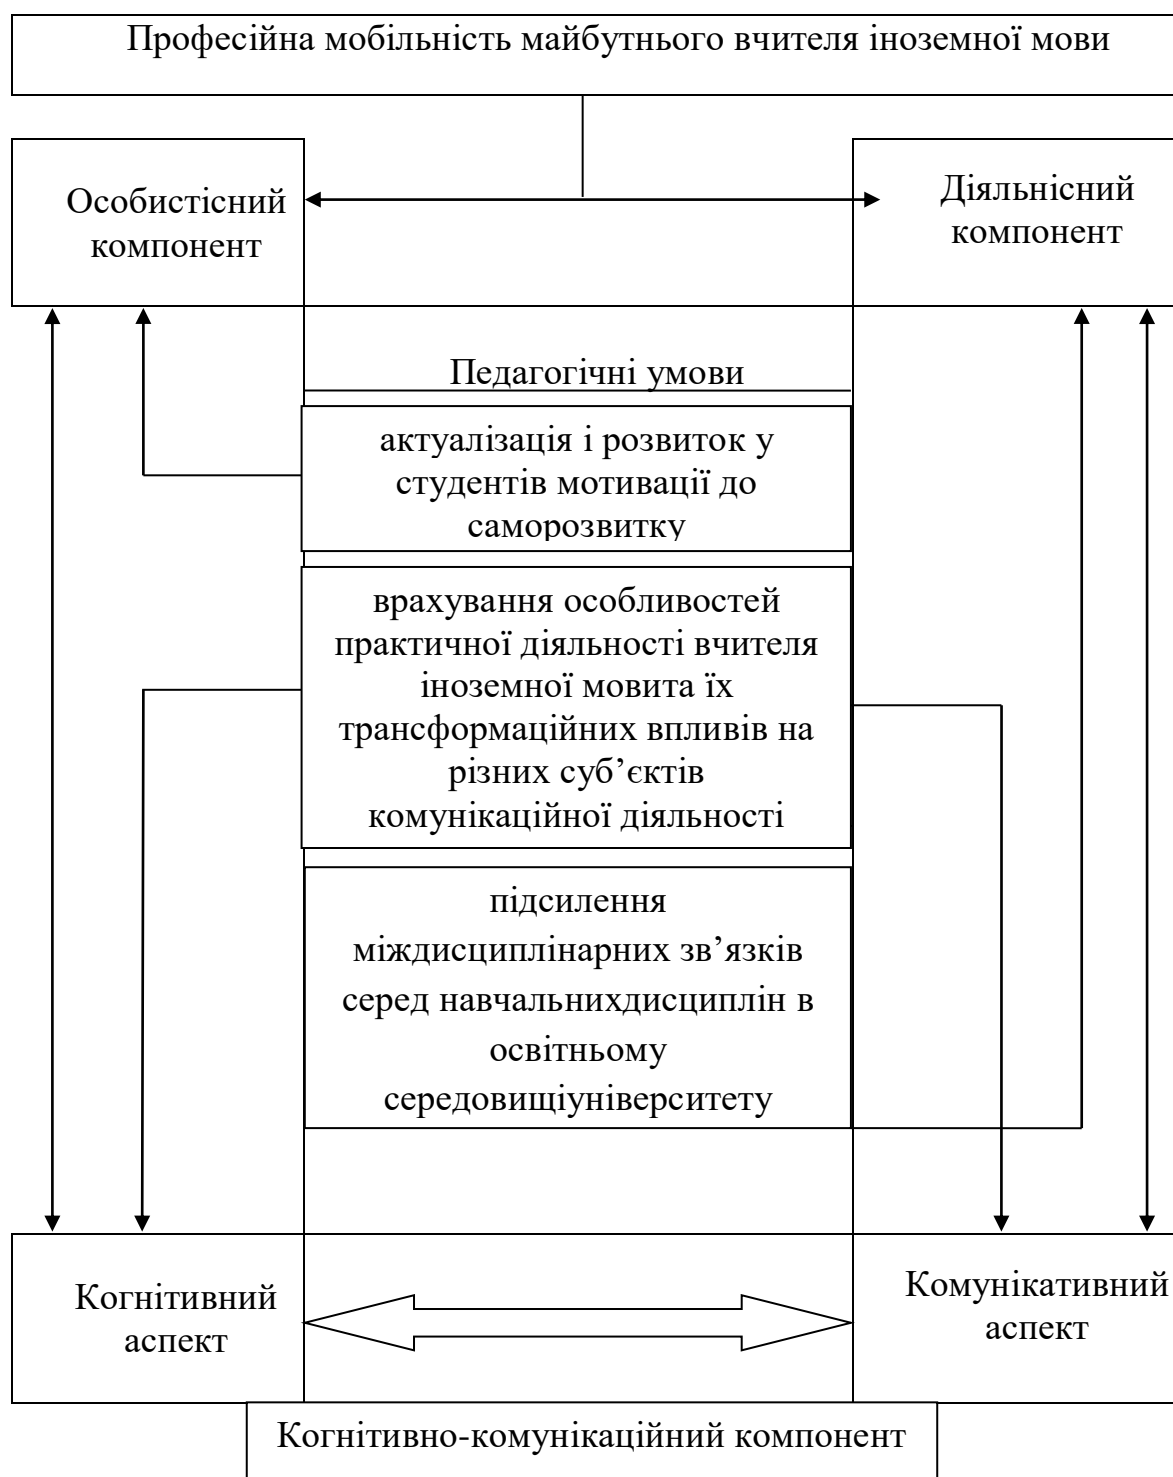 Професійна мобільність майбутнього вчителя іноземної мови
Особистісний
компонент
Діяльнісний
компонент
Педагогічні умови
актуалізація і розвиток у
студентів мотивації до
саморозвитку
врахування особливостей
практичної діяльності вчителя
іноземної мовита їх
трансформаційних впливів на
різних суб’єктів
комунікаційної діяльності
підсилення
міждисциплінарних зв’язків
серед навчальнихдисциплін в
освітньому
середовищіуніверситету
Когнітивний
аспект
Комунікативний
аспект
Когнітивно-комунікаційний компонент